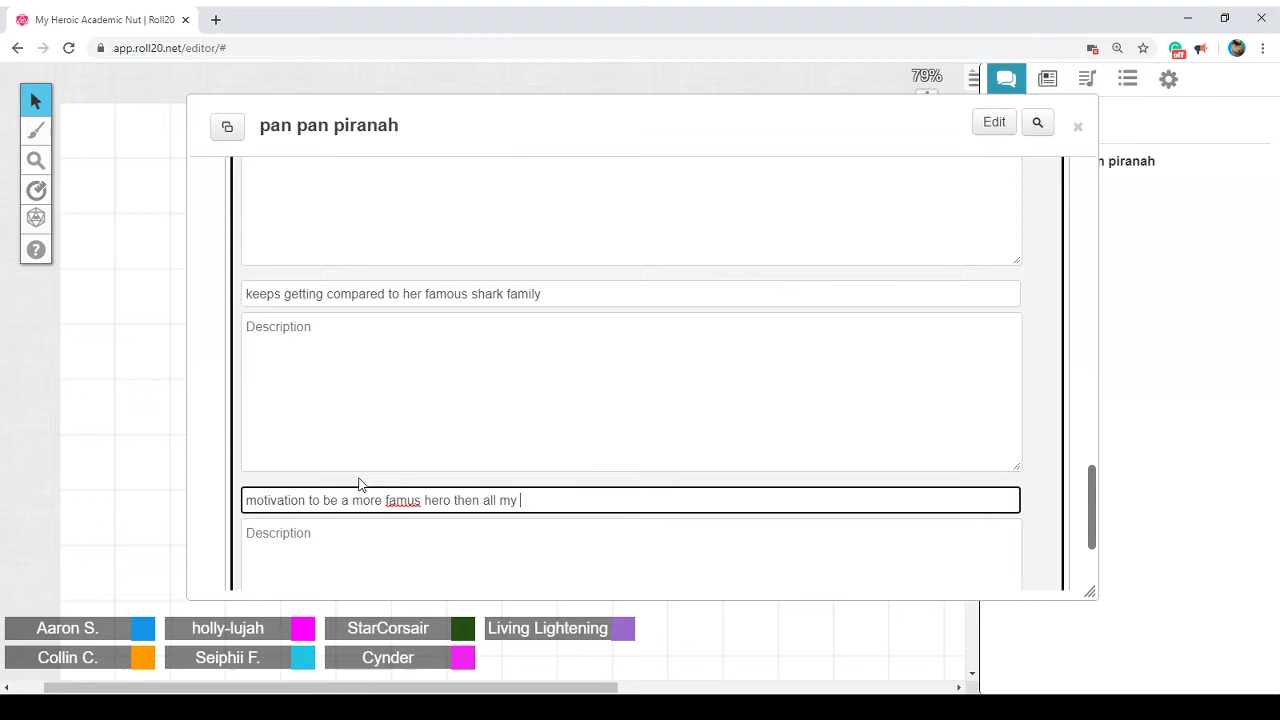 My Heroic Academic Nut | Roll20
app.roll20.net/editor/#
off
79%
pan pan piranah
Edit
n piranah
keeps getting compared to her famous shark family
Description
motivation to be a more famus hero then all my
Description
Aaron S.
holly-lujah
StarCorsair
Living Lightening
Collin C.
Seiphii F.
Cynder